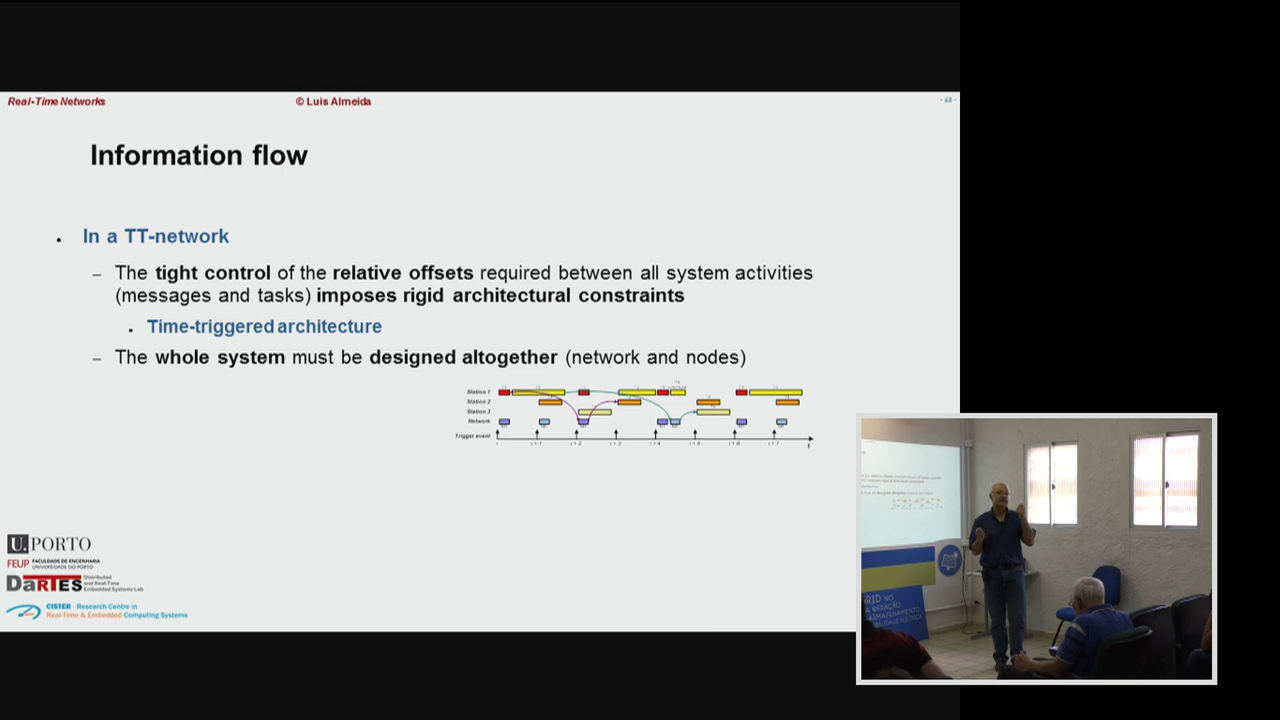 Real-Time Networks
© Luis Almeida
Information flow
In a TT-network
– The tight control of the relative offsets required between all system activities
(messages and tasks) imposes rigid architectural constraints
Time-triggered architecture
– The whole system must be designed altogether (network and nodes)
Station 1
Station 2
Station 3
Network
Trigger event
U. PORTO
FEUP FACULDADE DE ENGENHARIA
UNIVERSIDADE DO PORTO
DaRTES Distributed
and Real-Time
Embedded Systems Lab
CISTER - Research Centre in
Real-Time & Embedded Computing Systems
GRID NO